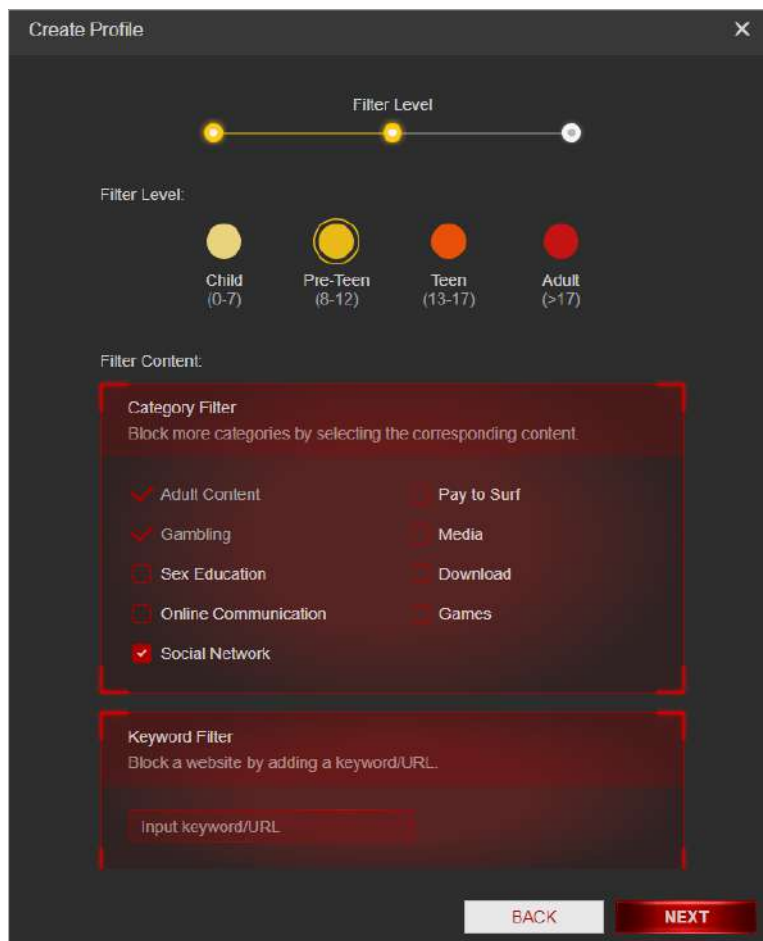 Create Profile
Filter Level
Filter Level:
Child
(0-7)
Pre-Teen
(8-12)
Teen
(13-17)
Adult
(>17)
Filter Content:
Category Filter
Block more categories by selecting the corresponding content.
Adult Content
Gambling
Sex Education
Online Communication
Social Network
Pay to Surf
Media
Download
Games
Keyword Filter
Block a website by adding a keyword/URL.
Input keyword/URL
BACK
NEXT